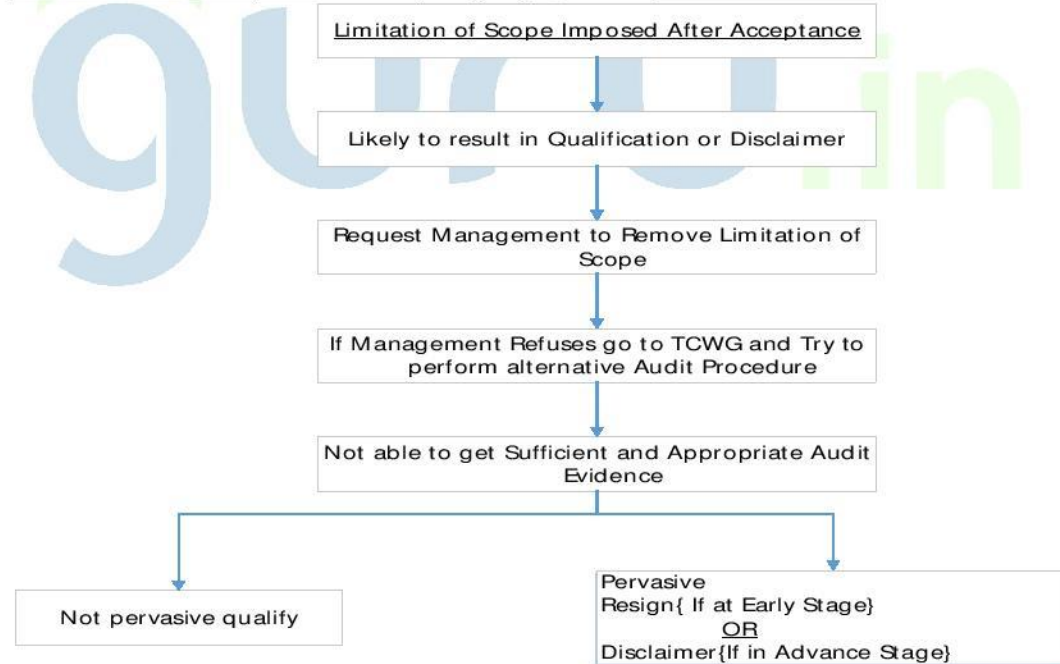 guru.in
Limitation of Scope Imposed After Acceptance
Likely to result in Qualification or Disclaimer
Request Management to Remove Limitation of
Scope
If Management Refuses go to TCWG and Try to
perform alternative Audit Procedure
Not able to get Sufficient and Appropriate Audit
Evidence
Not pervasive qualify
Pervasive
Resign{ If at Early Stage}
OR
Disclaimer{If in Advance Stage}